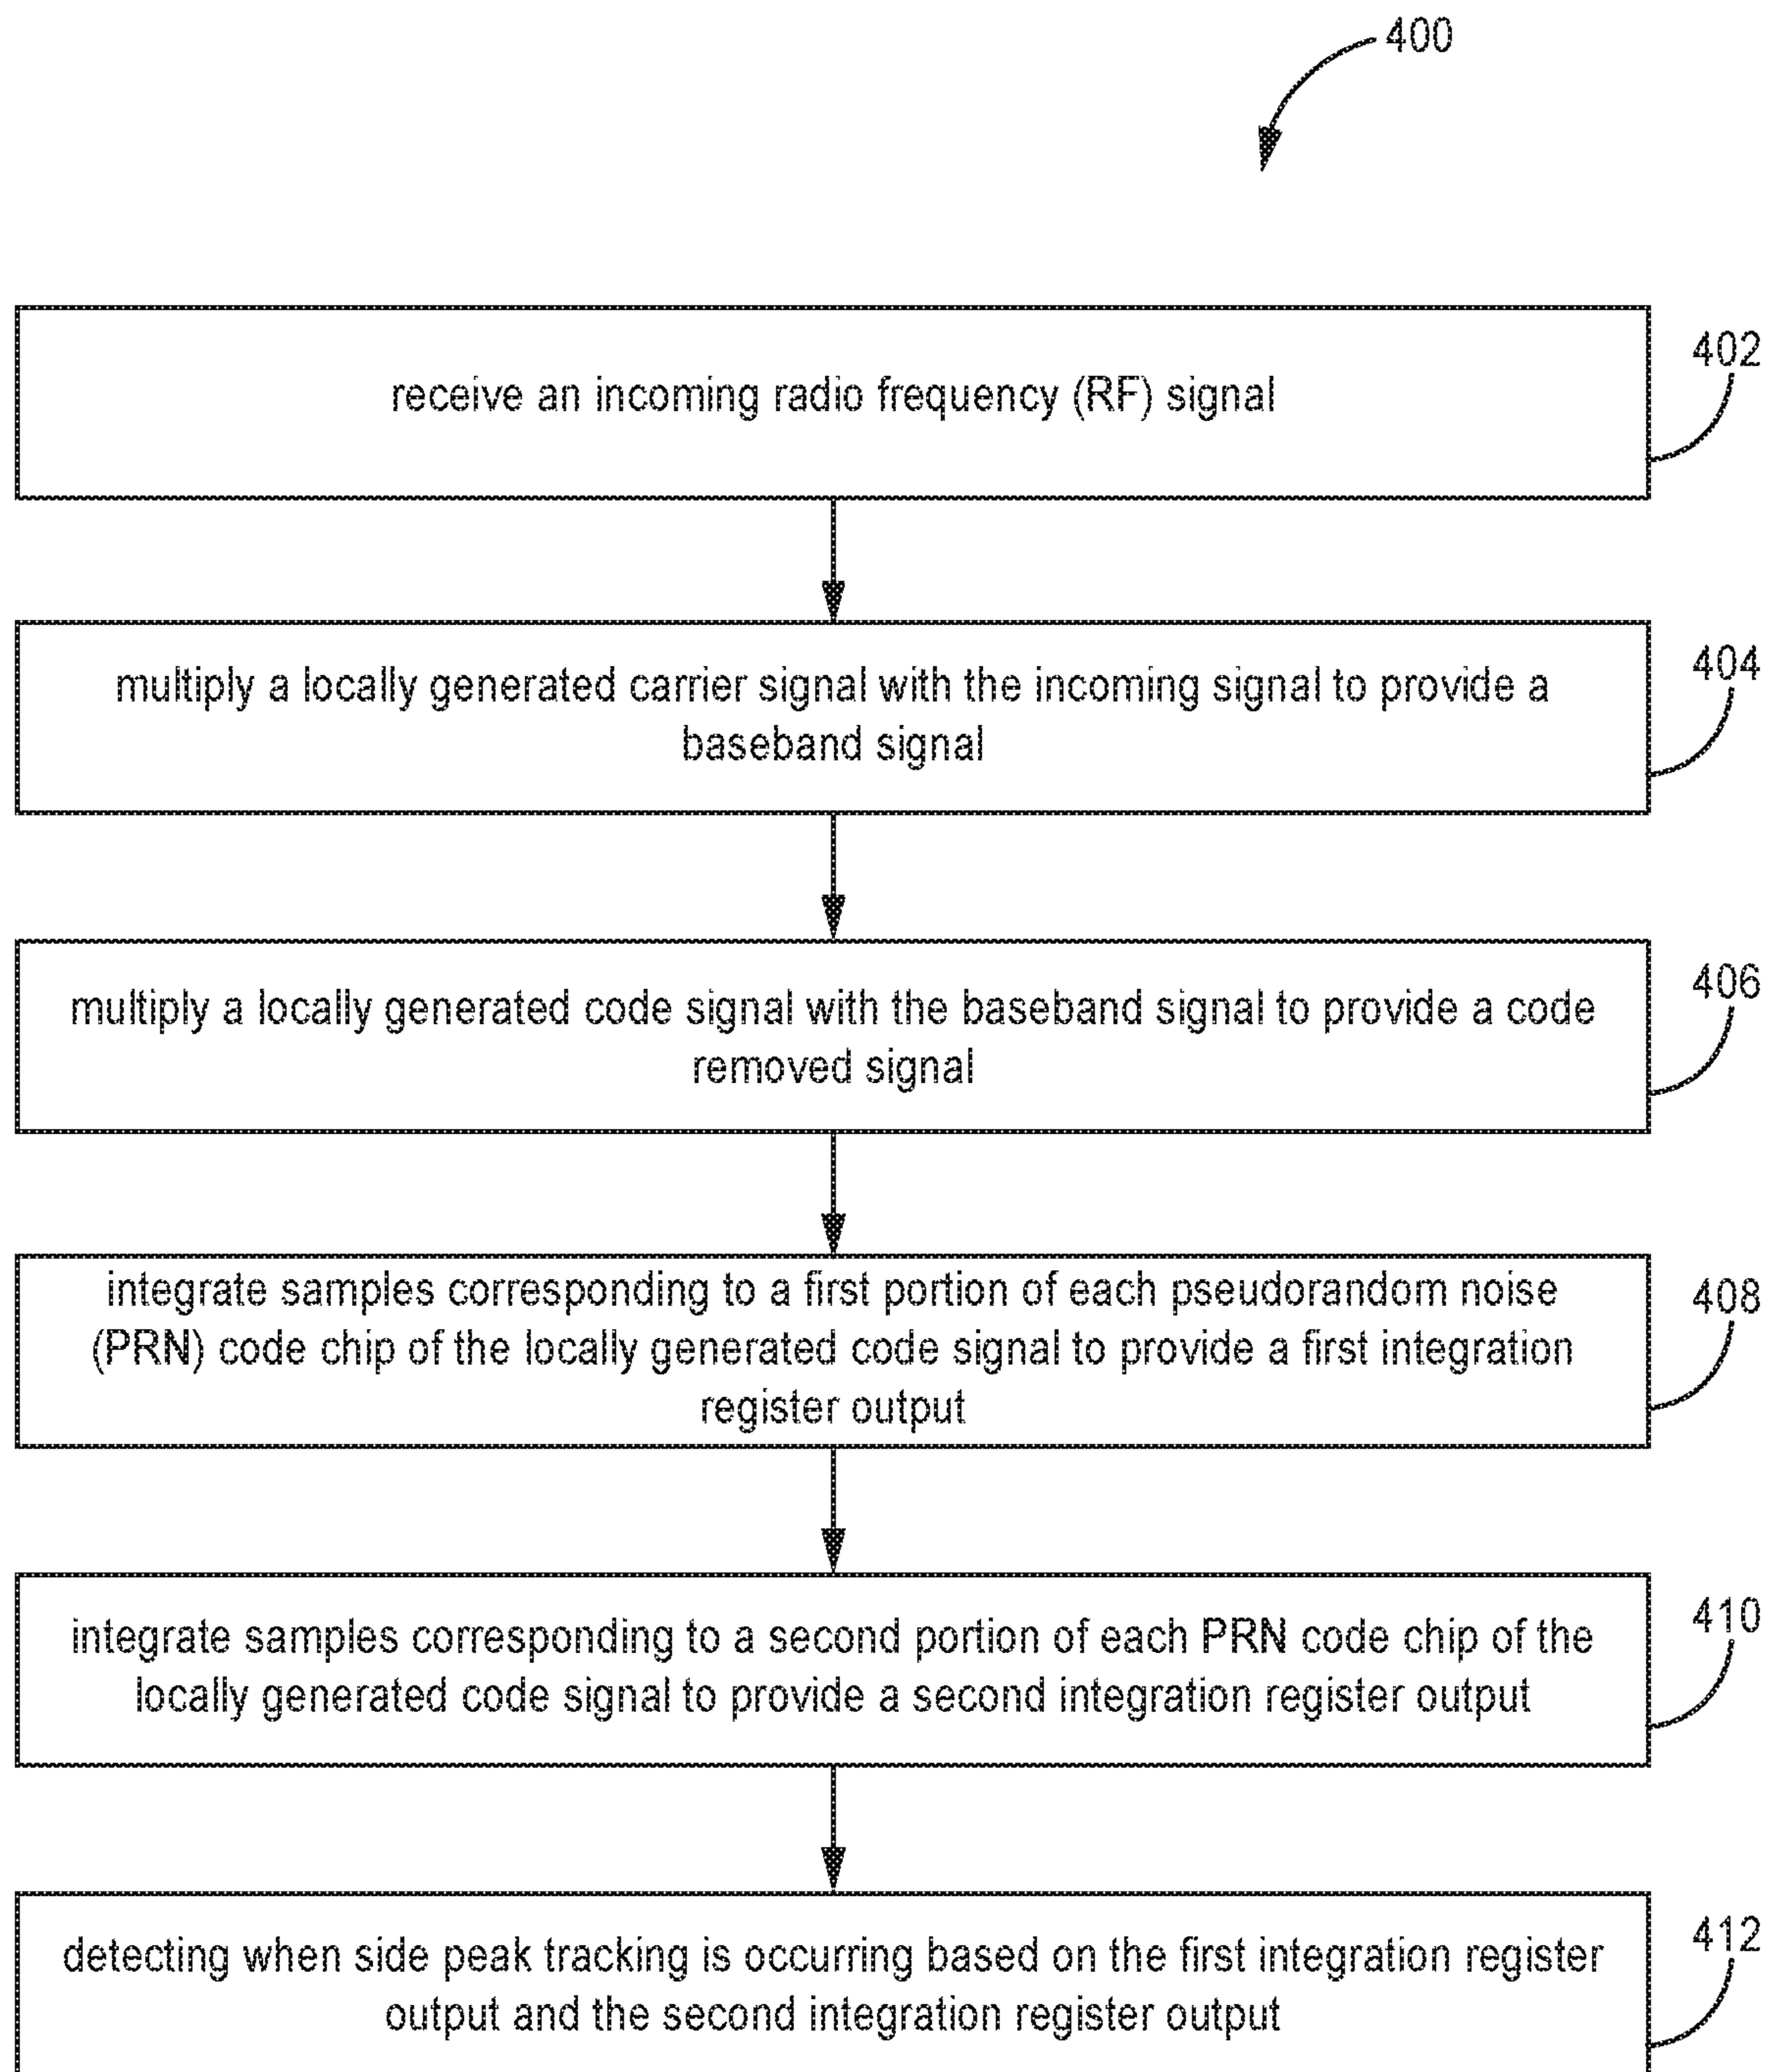 400
receive an incoming radio frequency (RF) signal
402
multiply a locally generated carrier signal with the incoming signal to provide a
baseband signal
404
multiply a locally generated code signal with the baseband signal to provide a code
removed signal
406
integrate samples corresponding to a first portion of each pseudorandom noise
(PRN) code chip of the locally generated code signal to provide a first integration
register output
408
integrate samples corresponding to a second portion of each PRN code chip of the
locally generated code signal to provide a second integration register output
410
detecting when side peak tracking is occurring based on the first integration register
output and the second integration register output
412